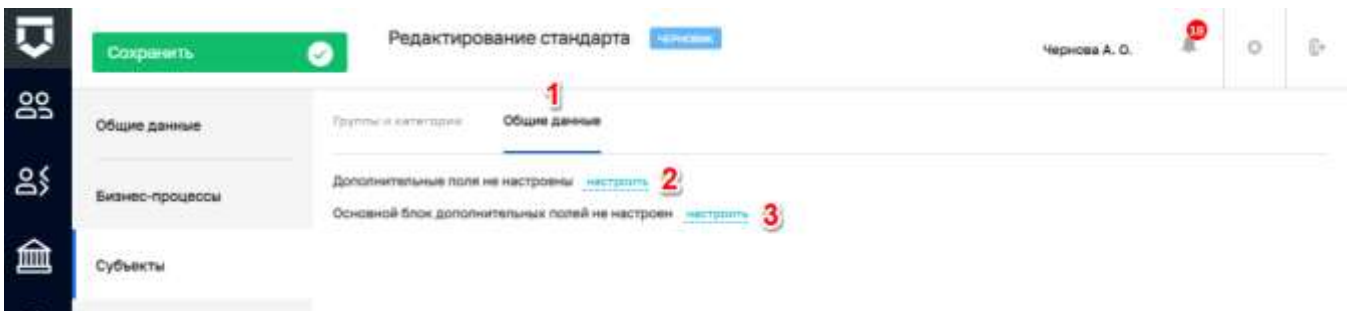 Сохранить
Редактирование стандарта
ЧЕРНОВИК
Чернова А. О.
18
1
Общие данные
Группы и категории
Общие данные
Дополнительные поля не настроены настроить 2
Бизнес-процессы
Основной блок дополнительных полей не настроен настроить 3
Субъекты